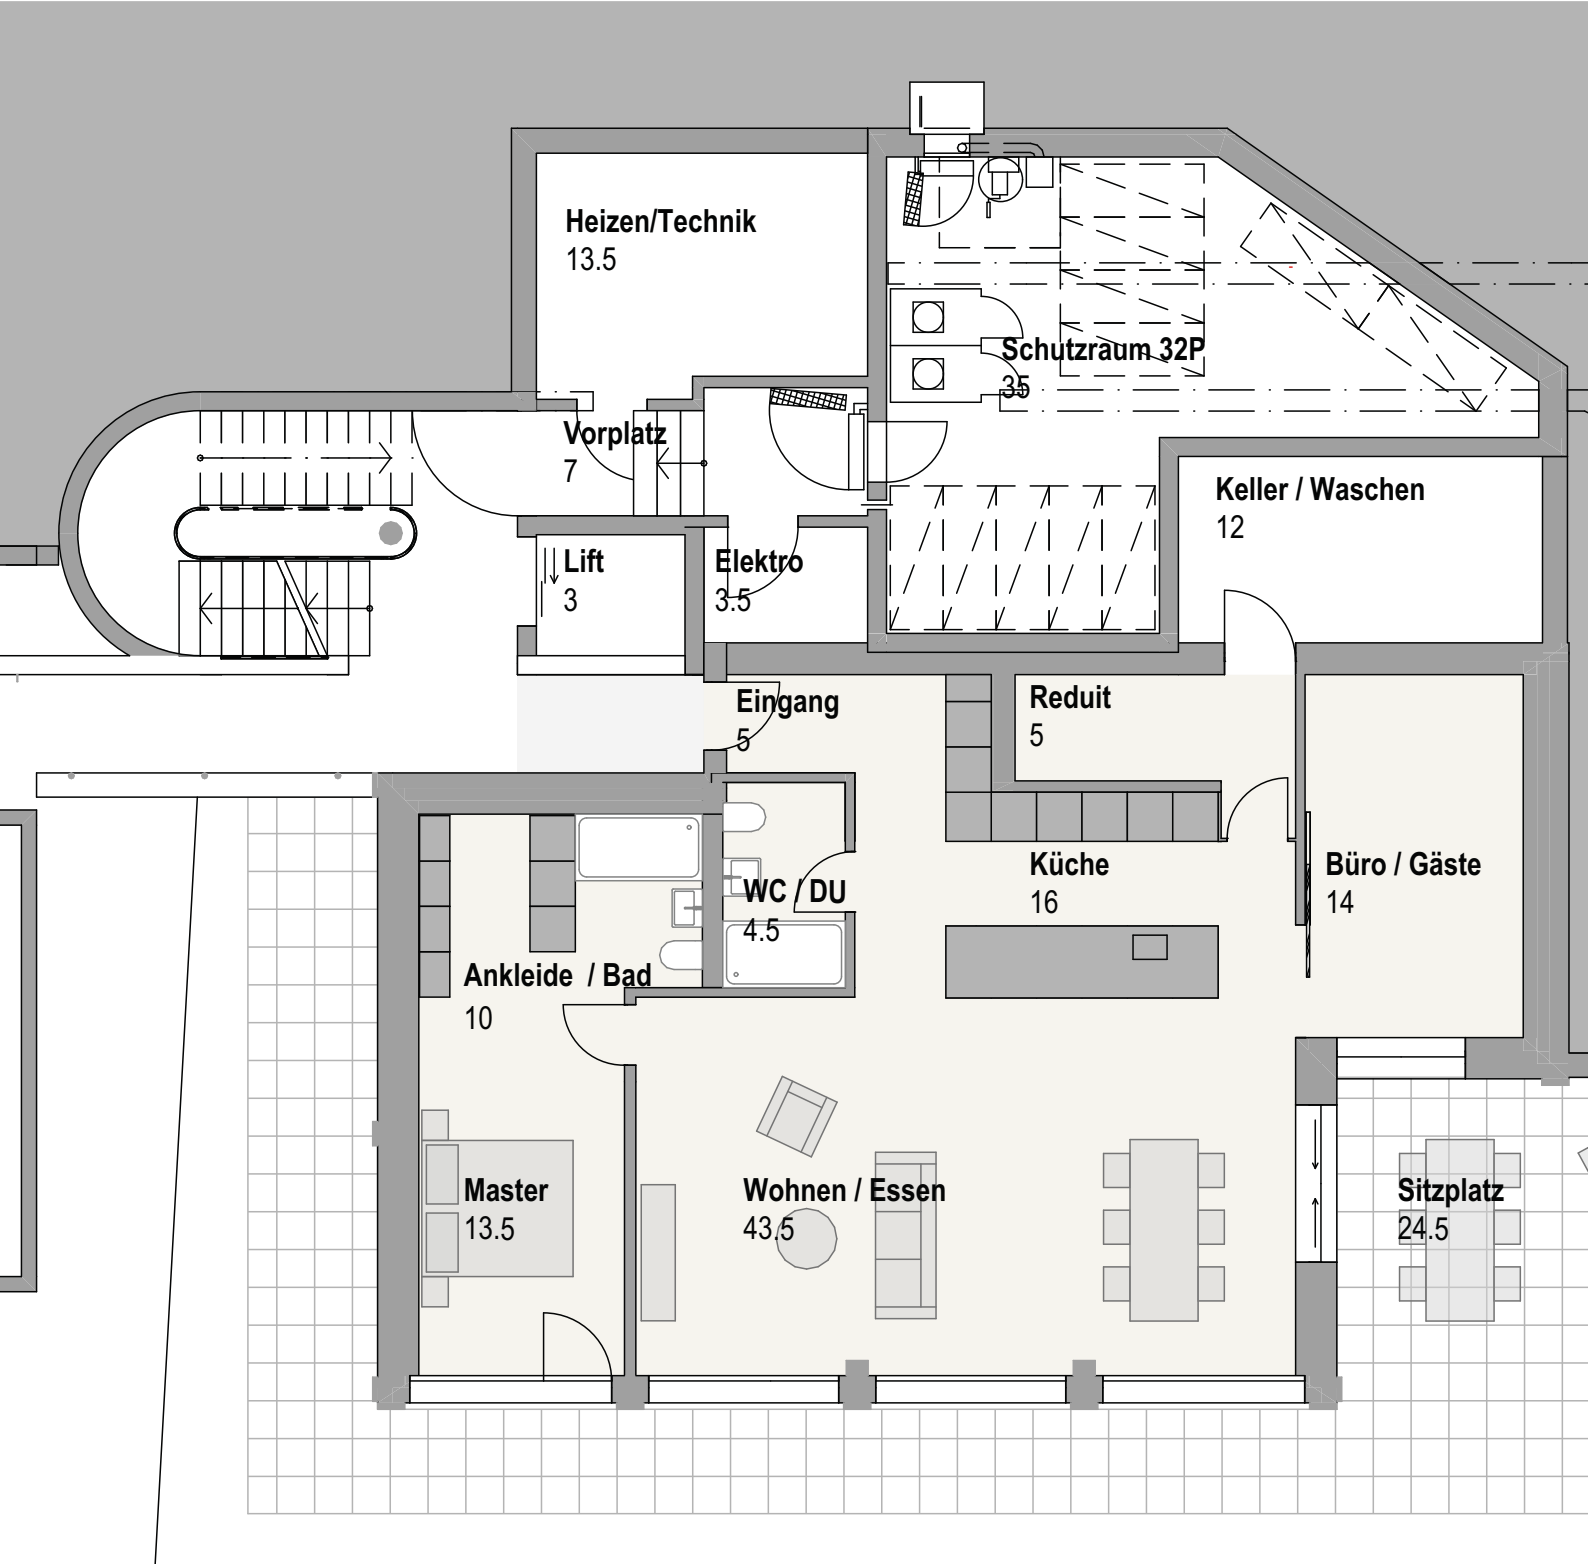 Heizen/Technik
13.5
Schutzraum 32P
35
Vorplatz
7
Keller / Waschen
12
Lift
3
Elektro
3.5
Eingang
5
Reduit
5
Küche
16
Büro / Gäste
14
WC / DU
4.5
Ankleide / Bad
10
Master
13.5
Wohnen / Essen
43.5
Sitzplatz
24.5